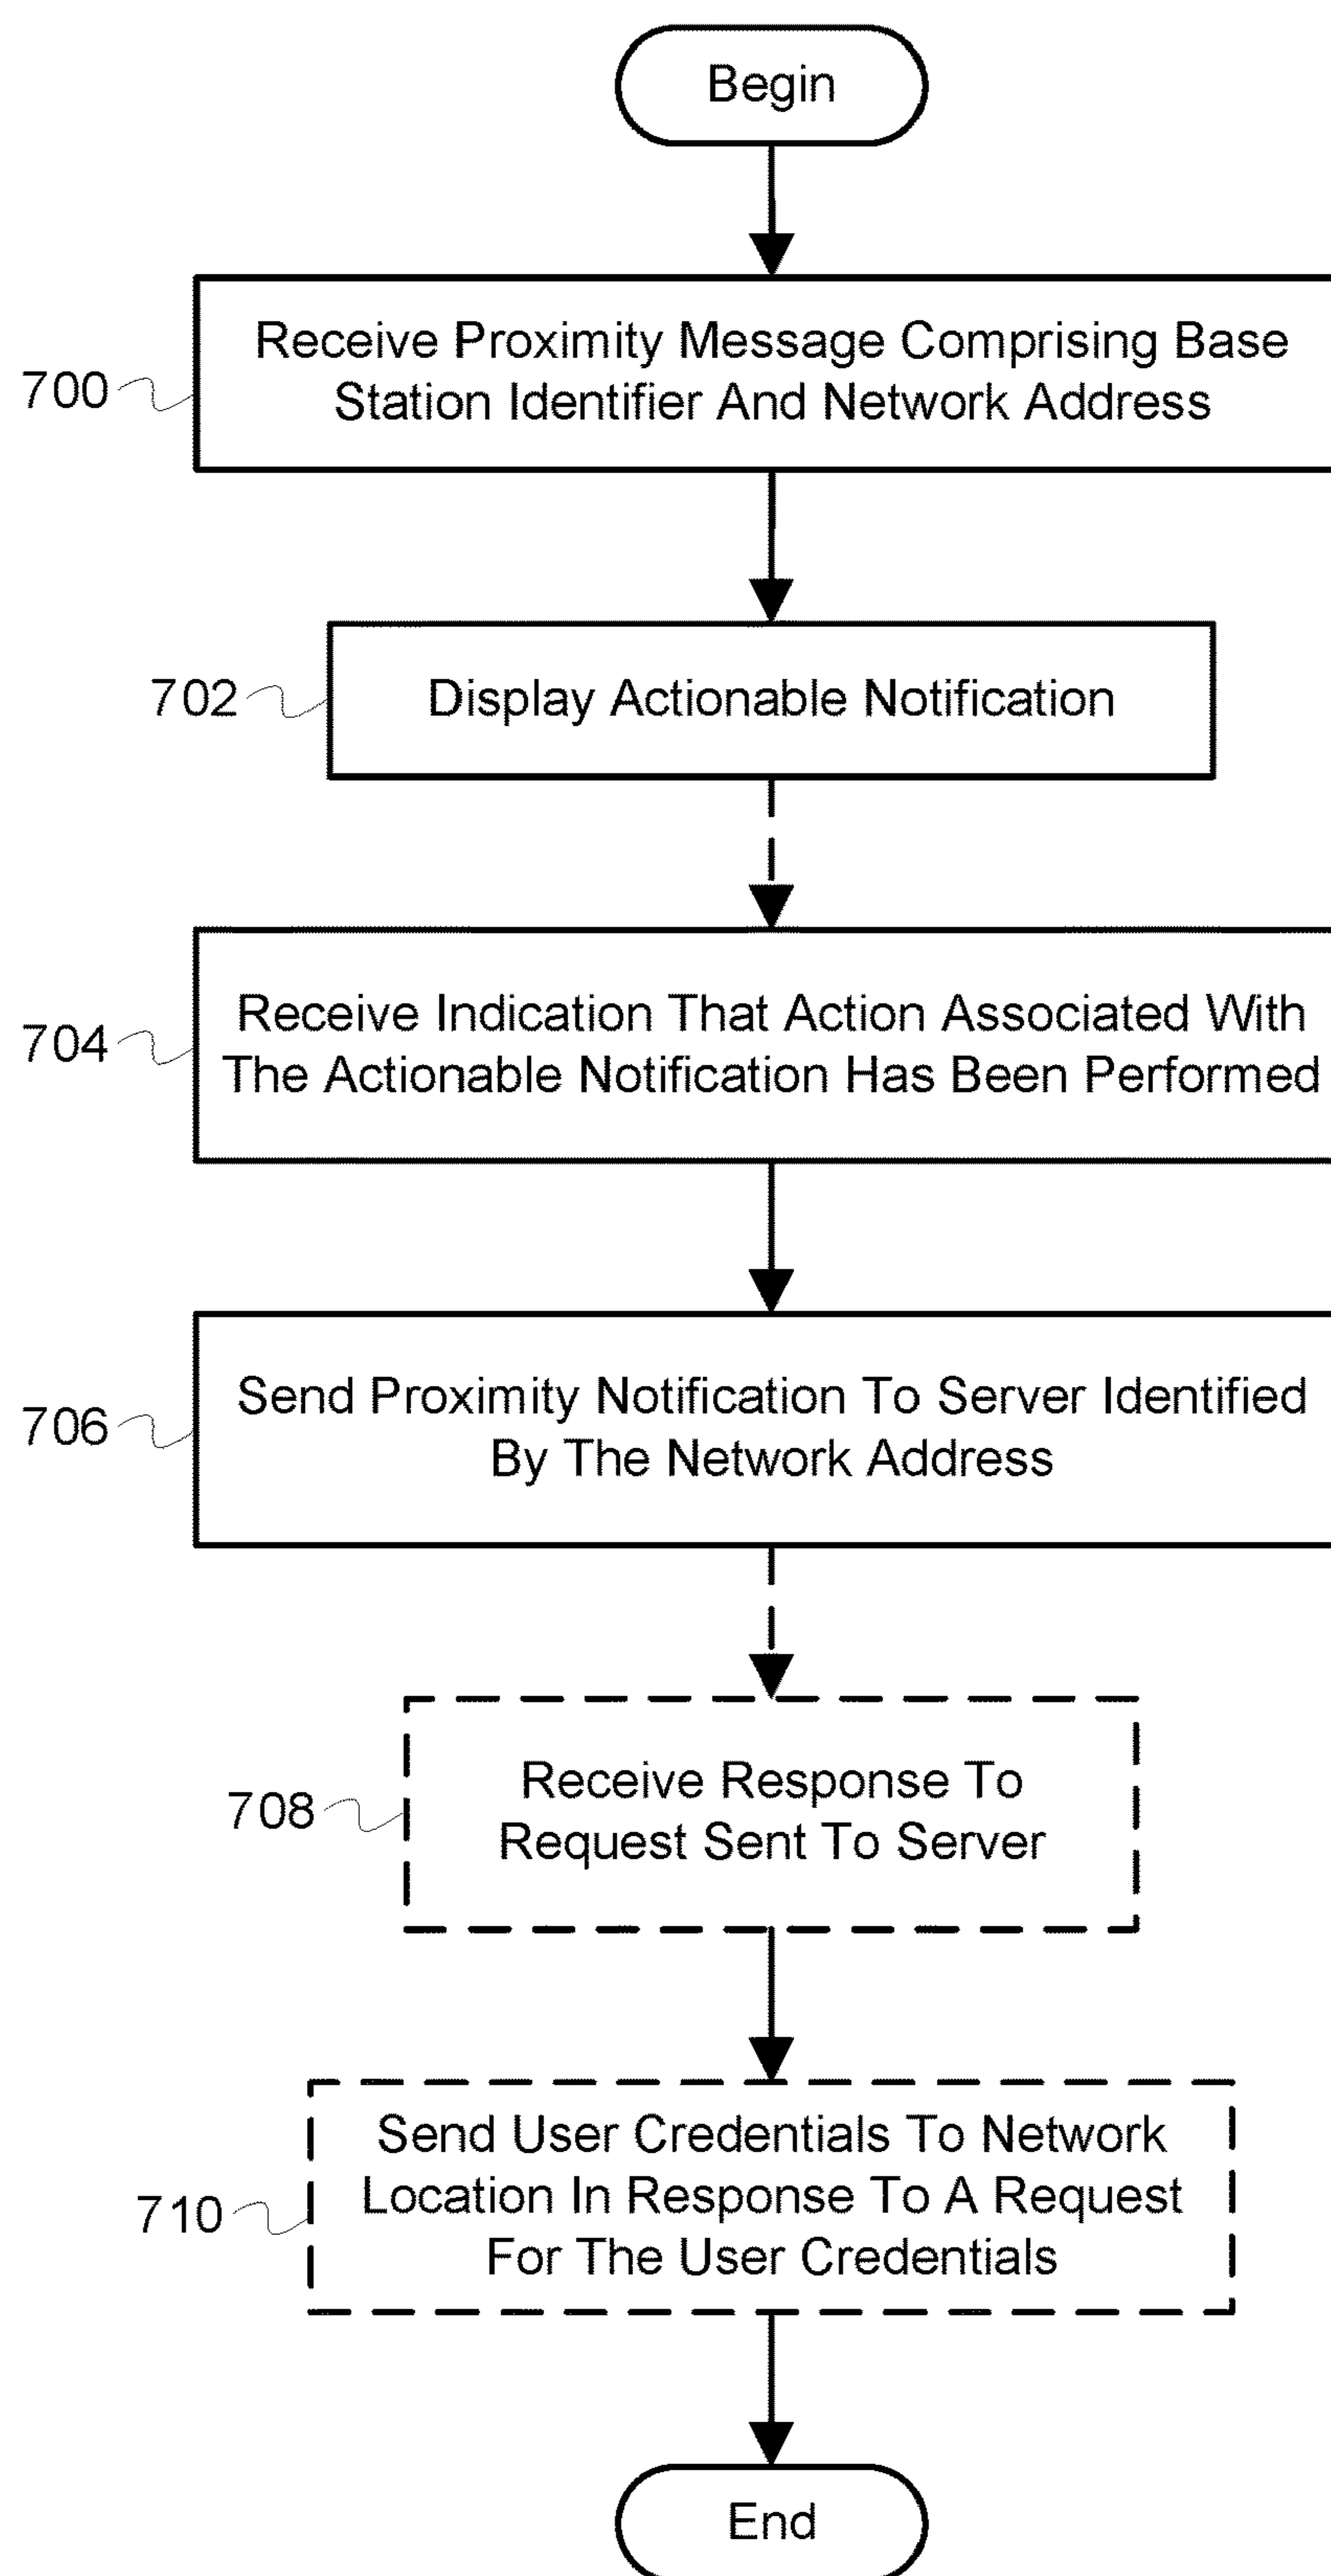 Begin
700
Receive Proximity Message Comprising Base
Station Identifier And Network Address
702
Display Actionable Notification
704
Receive Indication That Action Associated With
The Actionable Notification Has Been Performed
706
Send Proximity Notification To Server Identified
By The Network Address
708
Receive Response To
Request Sent To Server
710
Send User Credentials To Network
Location In Response To A Request
For The User Credentials
End